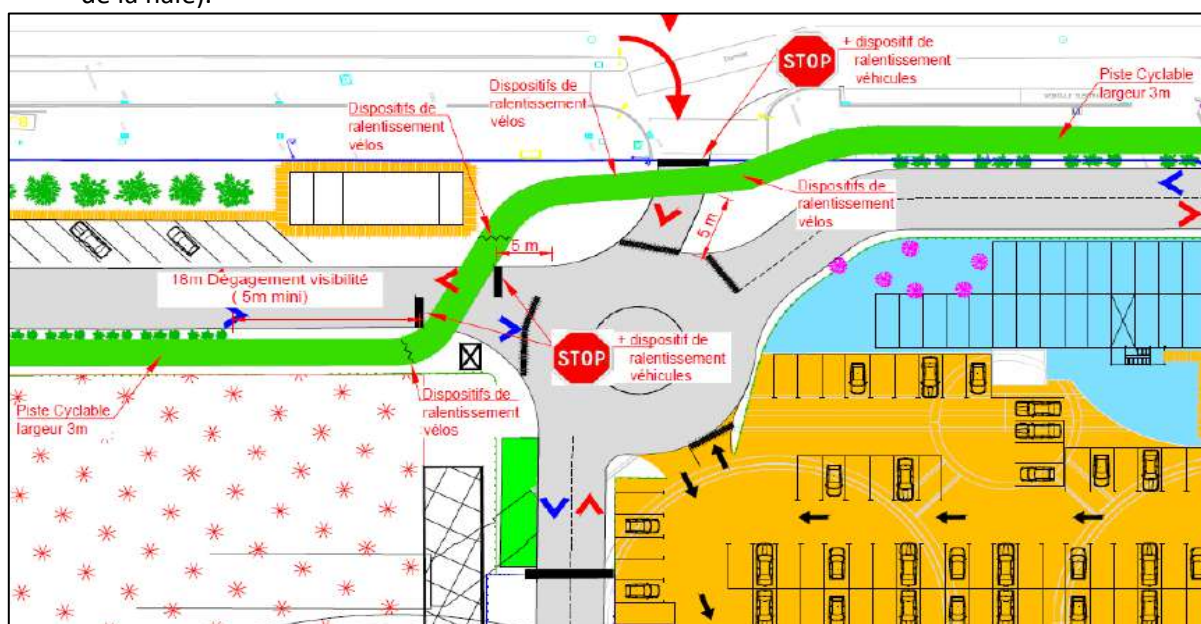 de la haie).
STOP
+ dispositif de
ralentissement
véhicules
Piste Cyclable
largeur 3m
Dispositifs de
ralentissement
vélos
Dispositifs de
ralentissement
vélos
Dispositifs de
ralentissement
vélos
5 m
5 m
18m Dégagement visibilité
( 5m mini)
STOP
+ dispositif de
ralentissement
véhicules
Piste Cyclable
largeur 3m
Dispositifs de
ralentissement
vélos